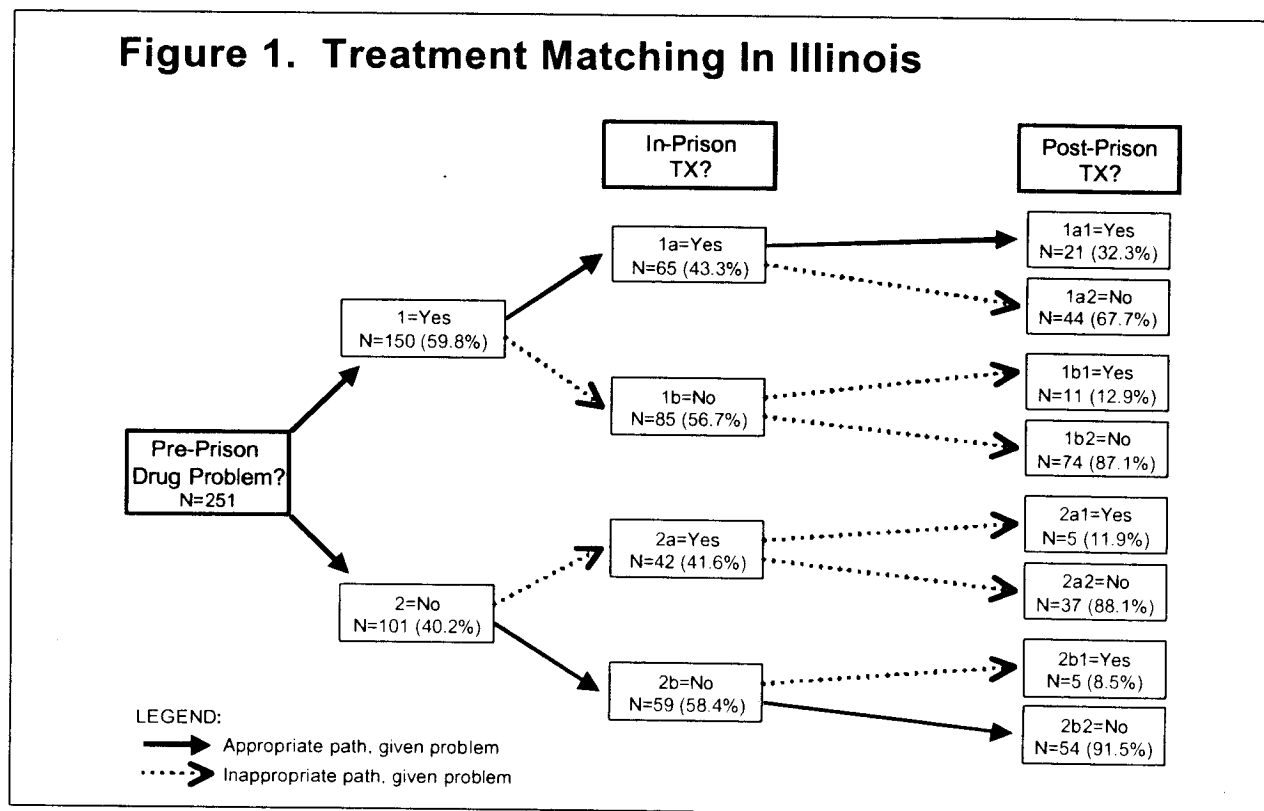 Figure 1. Treatment Matching In Illinois
In-Prison
TX?
Post-Prison
TX?
1a=Yes
N=65 (43.3%)
1a1=Yes
N=21 (32.3%)
1a2=No
N=44 (67.7%)
1=Yes
N=150 (59.8%)
1b=No
N=85 (56.7%)
1b1=Yes
N=11 (12.9%)
1b2=No
N=74 (87.1%)
Pre-Prison
Drug Problem?
N=251
2a=Yes
N=42 (41.6%)
2a1=Yes
N=5 (11.9%)
2a2=No
N=37 (88.1%)
2=No
N=101 (40.2%)
2b=No
N=59 (58.4%)
2b1=Yes
N=5 (8.5%)
2b2=No
N=54 (91.5%)
LEGEND:
Appropriate path, given problem
Inappropriate path, given problem